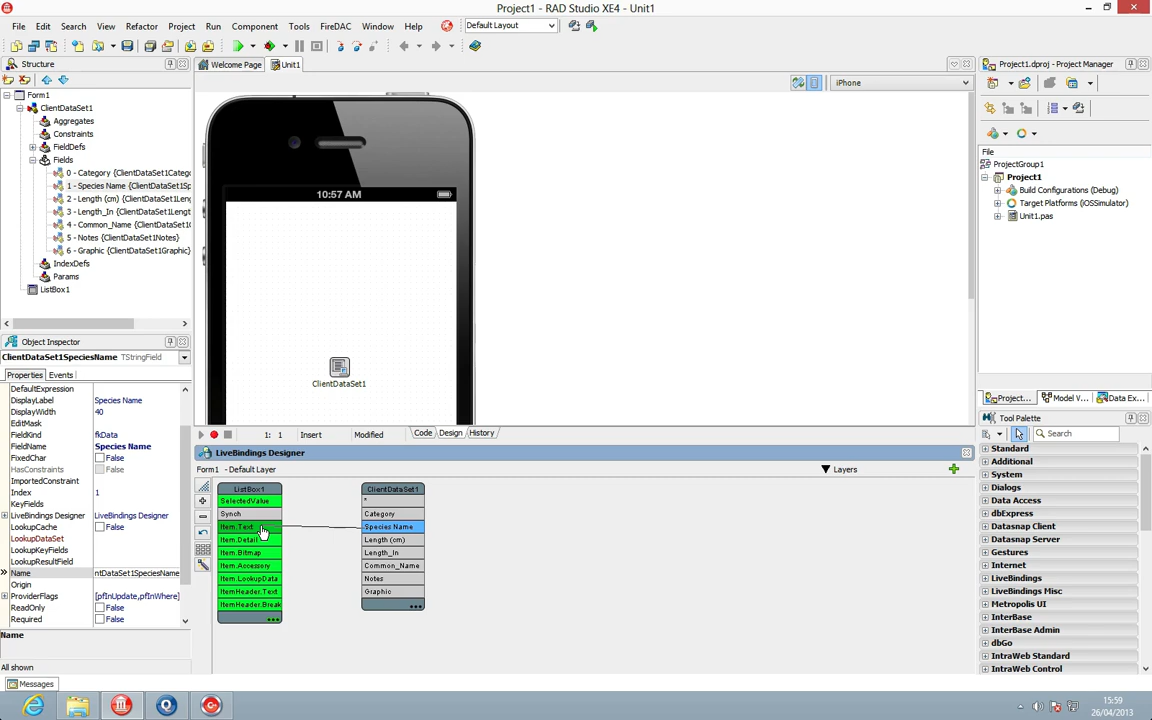 Project1 - RAD Studio XE4 - Unit1
File Edit Search View Refactor Project Run Component Tools FireDAC Window Help Default Layout
Structure
Welcome Page Unit1
Project1.dproj - Project Manager
iPhone
Form1
ClientDataSet1
Aggregates
Constraints
FieldDefs
Fields
0 - Category {ClientDataSet1Catego
1 - Species Name {ClientDataSet1Sp
2 - Length (cm) {ClientDataSet1Leng
3 - Length_In {ClientDataSet1Lengt
4 - Common_Name {ClientDataSet1C
5 - Notes {ClientDataSet1Notes}
6 - Graphic {ClientDataSet1Graphic}
IndexDefs
Params
ListBox1
10:57 AM
ClientDataSet1
File
ProjectGroup1
Project1
Build Configurations (Debug)
Target Platforms (iOSSimulator)
Unit1.pas
Object Inspector
ClientDataSet1SpeciesName TStringField
Properties Events
DefaultExpression
DisplayLabel Species Name
DisplayWidth 40
EditMask
FieldKind fkData
FieldName Species Name
FixedChar False
HasConstraints False
ImportedConstraint
Index 1
KeyFields
LiveBindings Designer LiveBindings Designer
LookupCache False
LookupDataSet
LookupKeyFields
LookupResultField
Name ntDataSet1SpeciesName
Origin
ProviderFlags [pfInUpdate,pfInWhere]
ReadOnly False
Required False
Name
All shown
1: 1 Insert Modified Code Design History
LiveBindings Designer
Form1 - Default Layer Layers
ListBox1
SelectedValue
Synch
Item.Text
Item.Detail
Item.Bitmap
Item.Accessory
Item.LookupData
ItemHeader.Text
ItemHeader.Break
ClientDataSet1
*
Category
Species Name
Length (cm)
Length_In
Common_Name
Notes
Graphic
Project... Model V... Data Ex...
Tool Palette
Search
Standard
Additional
System
Dialogs
Data Access
dbExpress
Datasnap Client
Datasnap Server
Gestures
Internet
LiveBindings
LiveBindings Misc
Metropolis UI
InterBase
InterBase Admin
dbGo
IntraWeb Standard
IntraWeb Control
Messages
15:59
26/04/2013